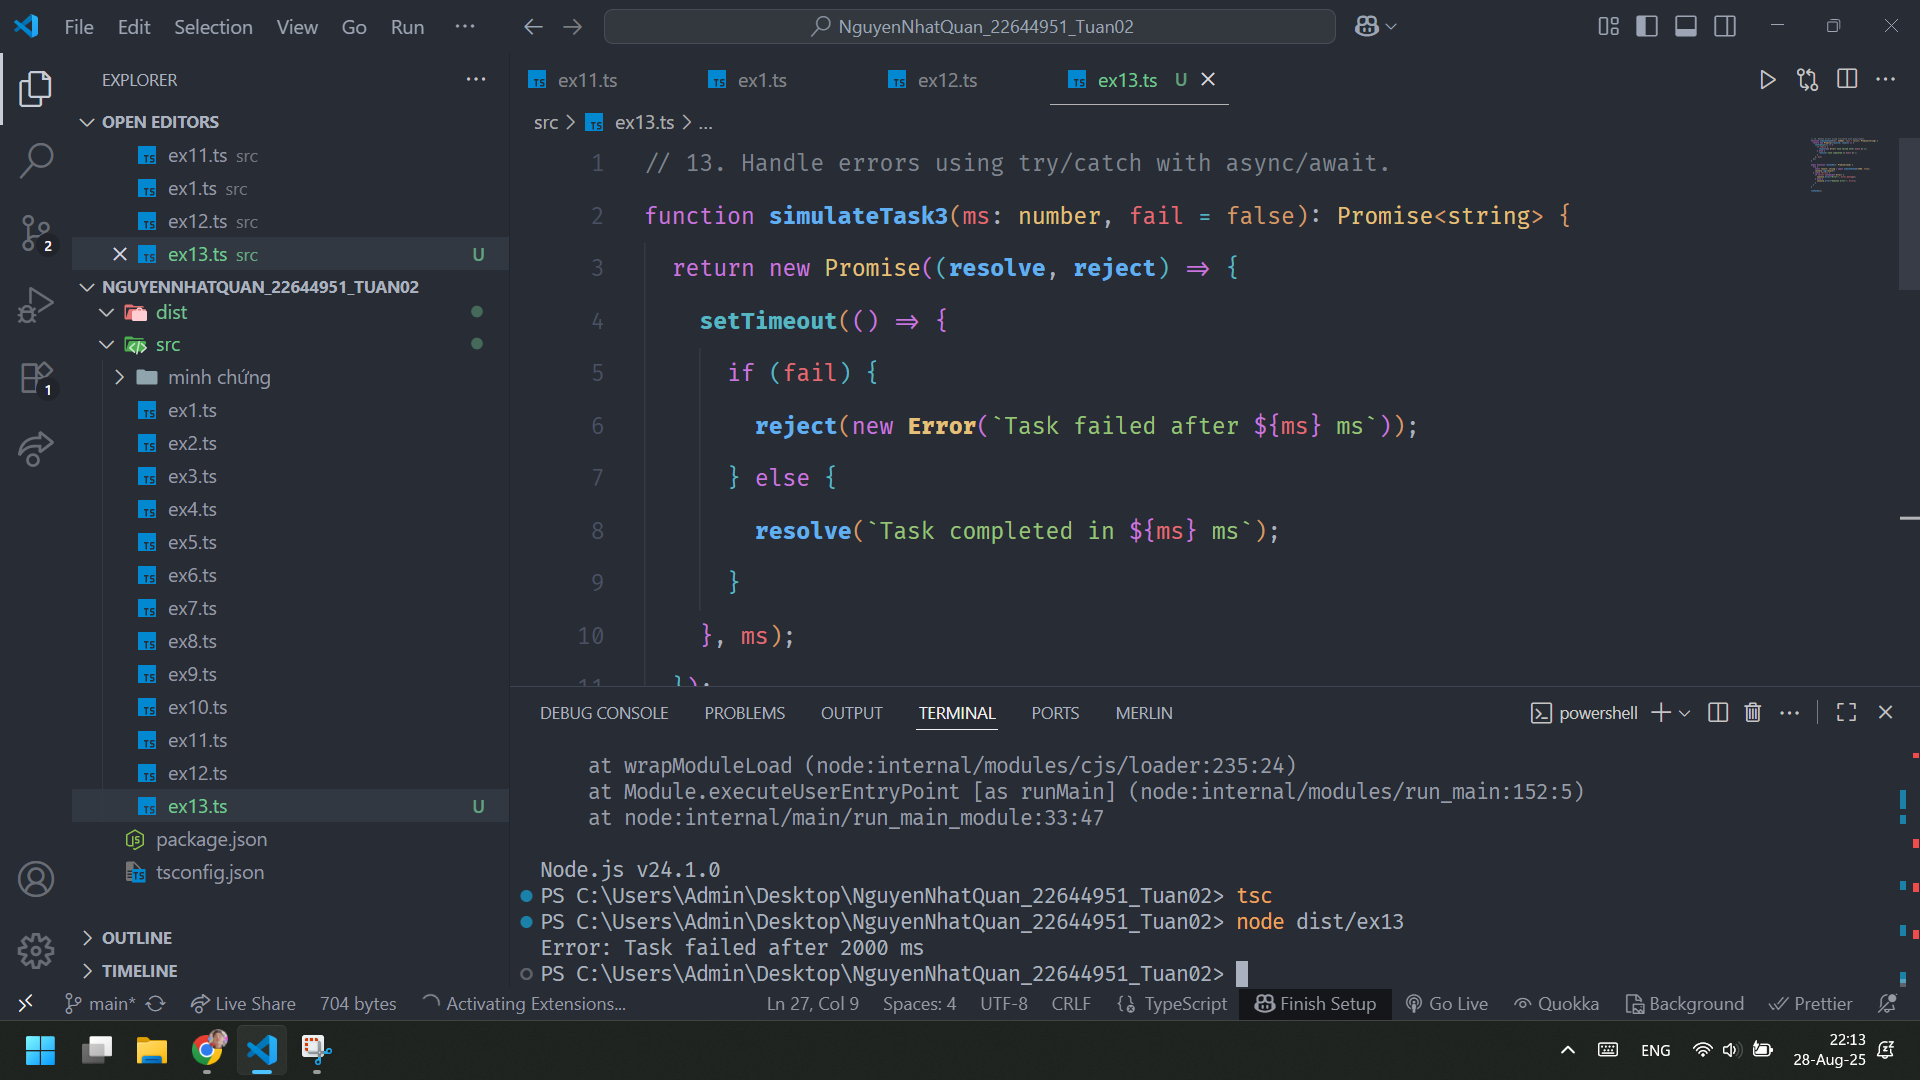 File Edit Selection View Go Run ···
NguyenNhatQuan_22644951_Tuan02
EXPLORER
OPEN EDITORS
ex11.ts src
ex1.ts src
ex12.ts src
ex13.ts src U
NGUYENNHATQUAN_22644951_TUAN02
dist
src
minh chứng
ex1.ts
ex2.ts
ex3.ts
ex4.ts
ex5.ts
ex6.ts
ex7.ts
ex8.ts
ex9.ts
ex10.ts
ex11.ts
ex12.ts
ex13.ts U
package.json
tsconfig.json
OUTLINE
TIMELINE
2
1
ex11.ts ex1.ts ex12.ts ex13.ts U
src > ex13.ts > ...
1 // 13. Handle errors using try/catch with async/await.
2 function simulateTask3(ms: number, fail = false): Promise<string> {
3 return new Promise((resolve, reject) => {
4 setTimeout(() => {
5 if (fail) {
6 reject(new Error(`Task failed after ${ms} ms`));
7 } else {
8 resolve(`Task completed in ${ms} ms`);
9 }
10 }, ms);
11 });
DEBUG CONSOLE PROBLEMS OUTPUT TERMINAL PORTS MERLIN
powershell
at wrapModuleLoad (node:internal/modules/cjs/loader:235:24)
at Module.executeUserEntryPoint [as runMain] (node:internal/modules/run_main:152:5)
at node:internal/main/run_main_module:33:47
Node.js v24.1.0
PS C:\Users\Admin\Desktop\NguyenNhatQuan_22644951_Tuan02> tsc
PS C:\Users\Admin\Desktop\NguyenNhatQuan_22644951_Tuan02> node dist/ex13
Error: Task failed after 2000 ms
PS C:\Users\Admin\Desktop\NguyenNhatQuan_22644951_Tuan02>
main* Live Share 704 bytes Activating Extensions... Ln 27, Col 9 Spaces: 4 UTF-8 CRLF TypeScript Finish Setup Go Live Quokka Background Prettier
ENG
22:13
28-Aug-25